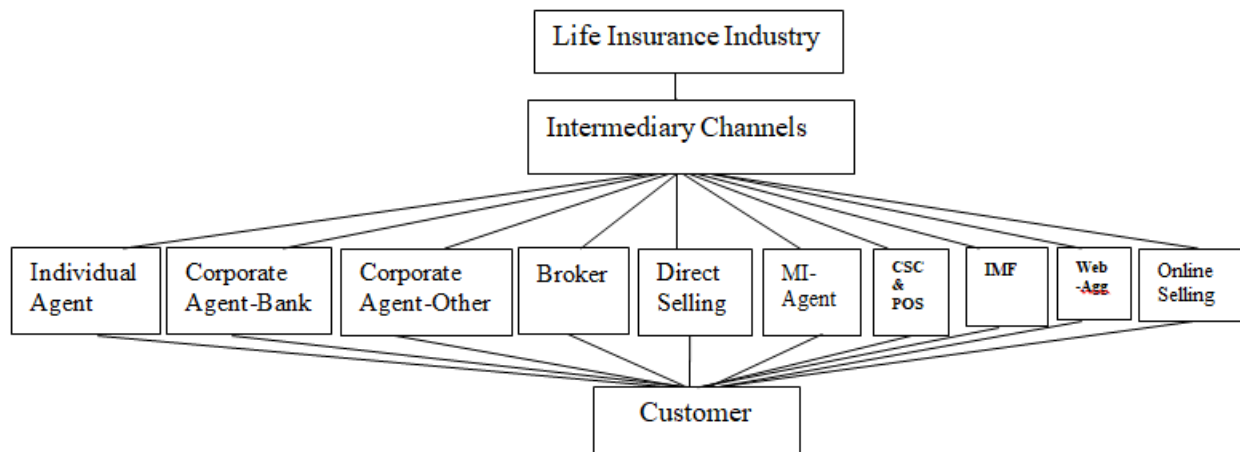 Life Insurance Industry
Intermediary Channels
Individual
Agent
Corporate
Agent-Bank
Corporate
Agent-Other
Broker
Direct
Selling
MI-
Agent
CSC
&
POS
IMF
Web
-Agg
Online
Selling
Customer